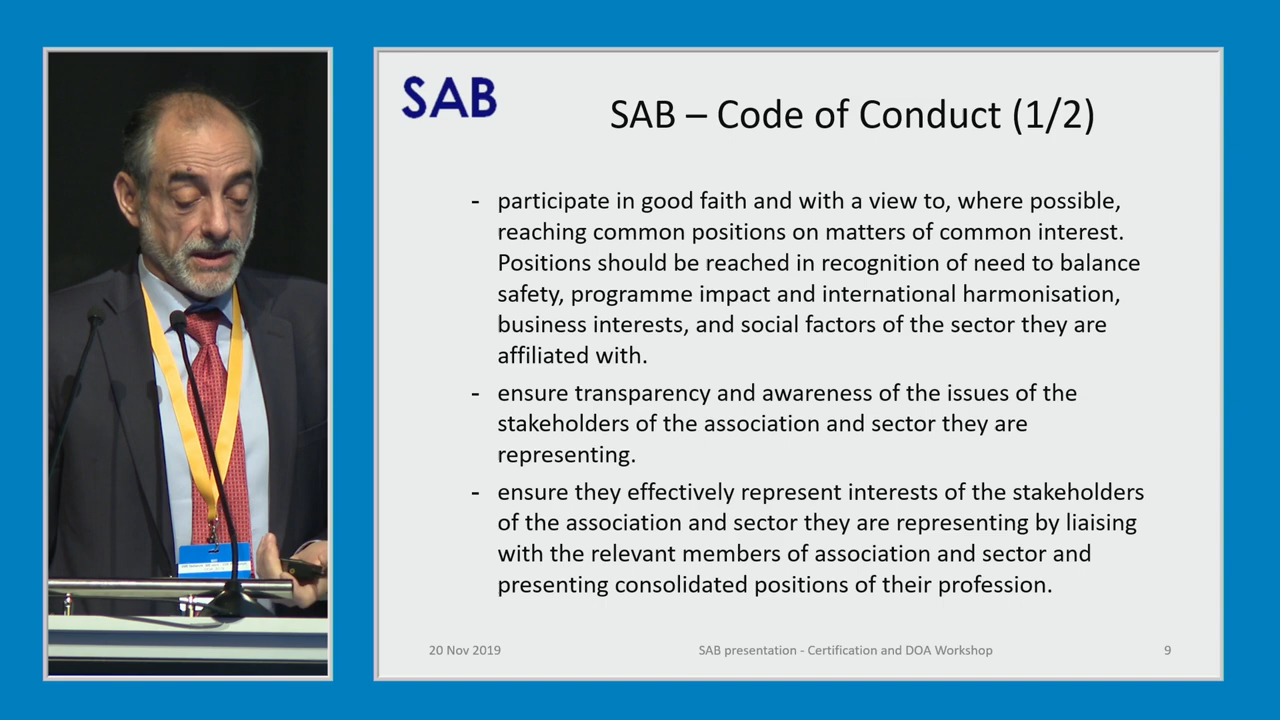 SAB
SAB – Code of Conduct (1/2)
- participate in good faith and with a view to, where possible,
reaching common positions on matters of common interest.
Positions should be reached in recognition of need to balance
safety, programme impact and international harmonisation,
business interests, and social factors of the sector they are
affiliated with.
- ensure transparency and awareness of the issues of the
stakeholders of the association and sector they are
representing.
- ensure they effectively represent interests of the stakeholders
of the association and sector they are representing by liaising
with the relevant members of association and sector and
presenting consolidated positions of their profession.
20 Nov 2019 SAB presentation - Certification and DOA Workshop 9